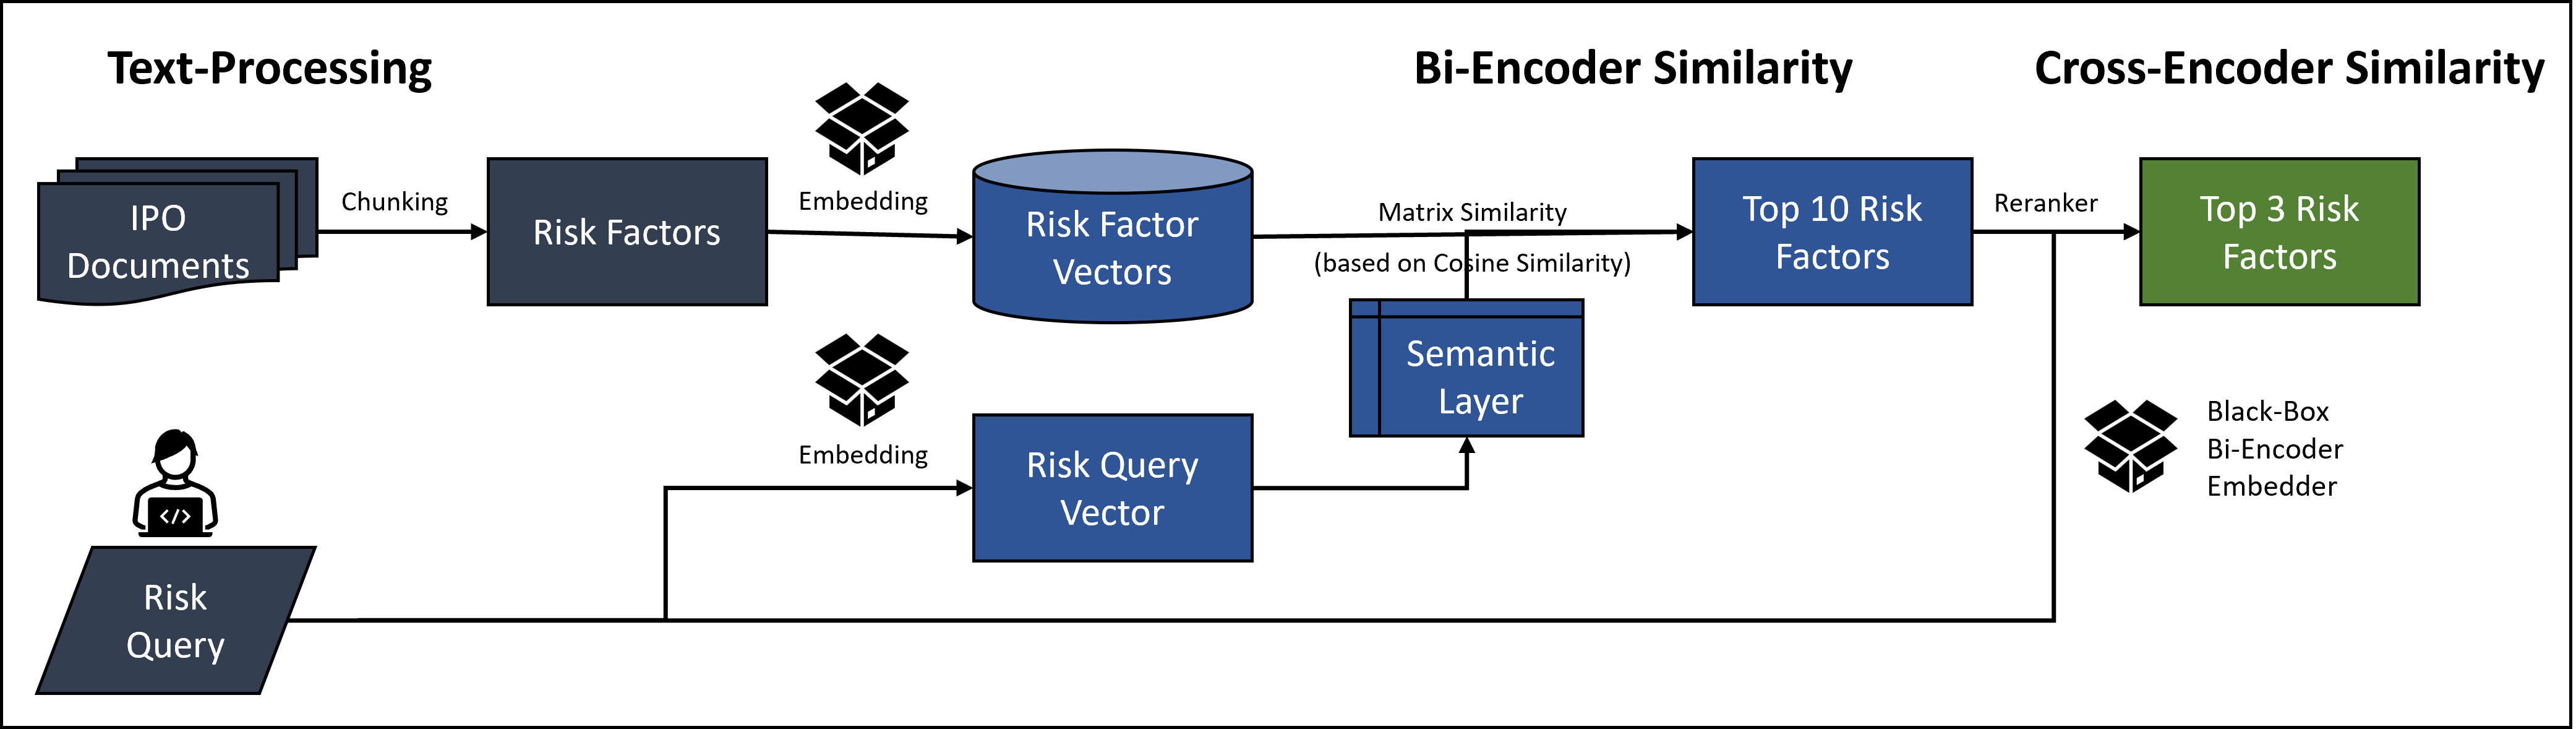 Text-Processing
Bi-Encoder Similarity
Cross-Encoder Similarity
IPO
Documents
Chunking
Risk Factors
Embedding
Risk Factor
Vectors
Matrix Similarity
(based on Cosine Similarity)
Top 10 Risk
Factors
Reranker
Top 3 Risk
Factors
Semantic
Layer
Embedding
Risk Query
Vector
Black-Box
Bi-Encoder
Embedder
</>
Risk
Query